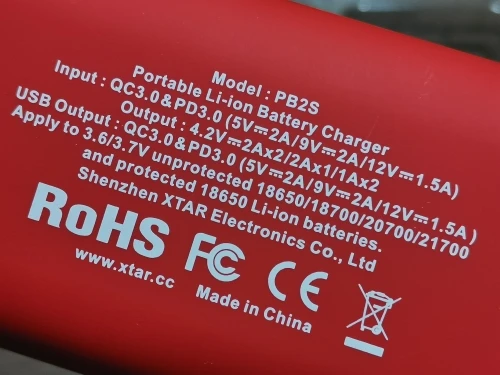 Model : PB2S
Portable Li-ion Battery Charger
Input : QC3.0&PD3.0 (5V⎓2A/9V⎓2A/12V⎓1.5A)
Output : 4.2V⎓2Ax2/2Ax1/1Ax2
USB Output : QC3.0&PD3.0 (5V⎓2A/9V⎓2A/12V⎓1.5A )
Apply to 3.6/3.7V unprotected 18650/18700/20700/21700
and protected 18650 Li-ion batteries.
Shenzhen XTAR Electronics Co., Ltd
RoHS FC CE
www.xtar.cc
Made in China